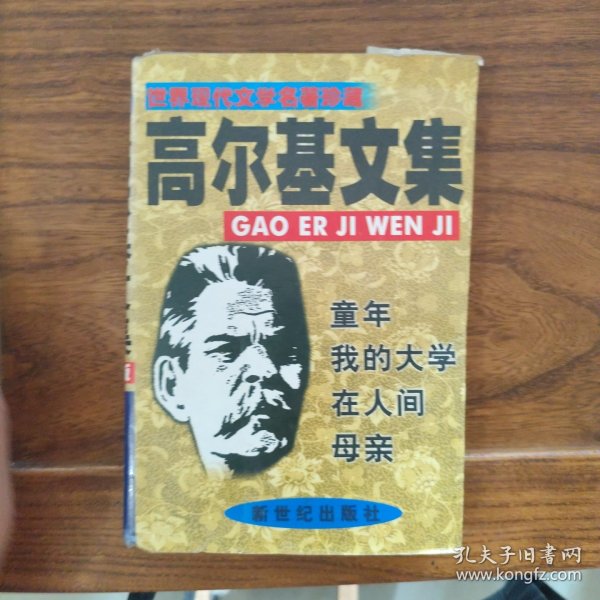 世界现代文学名著珍藏
高尔基文集
GAO ER JI WEN JI
童年
我的大学
在人间
母亲
新世纪出版社
孔夫子旧书网
www.kongfz.com